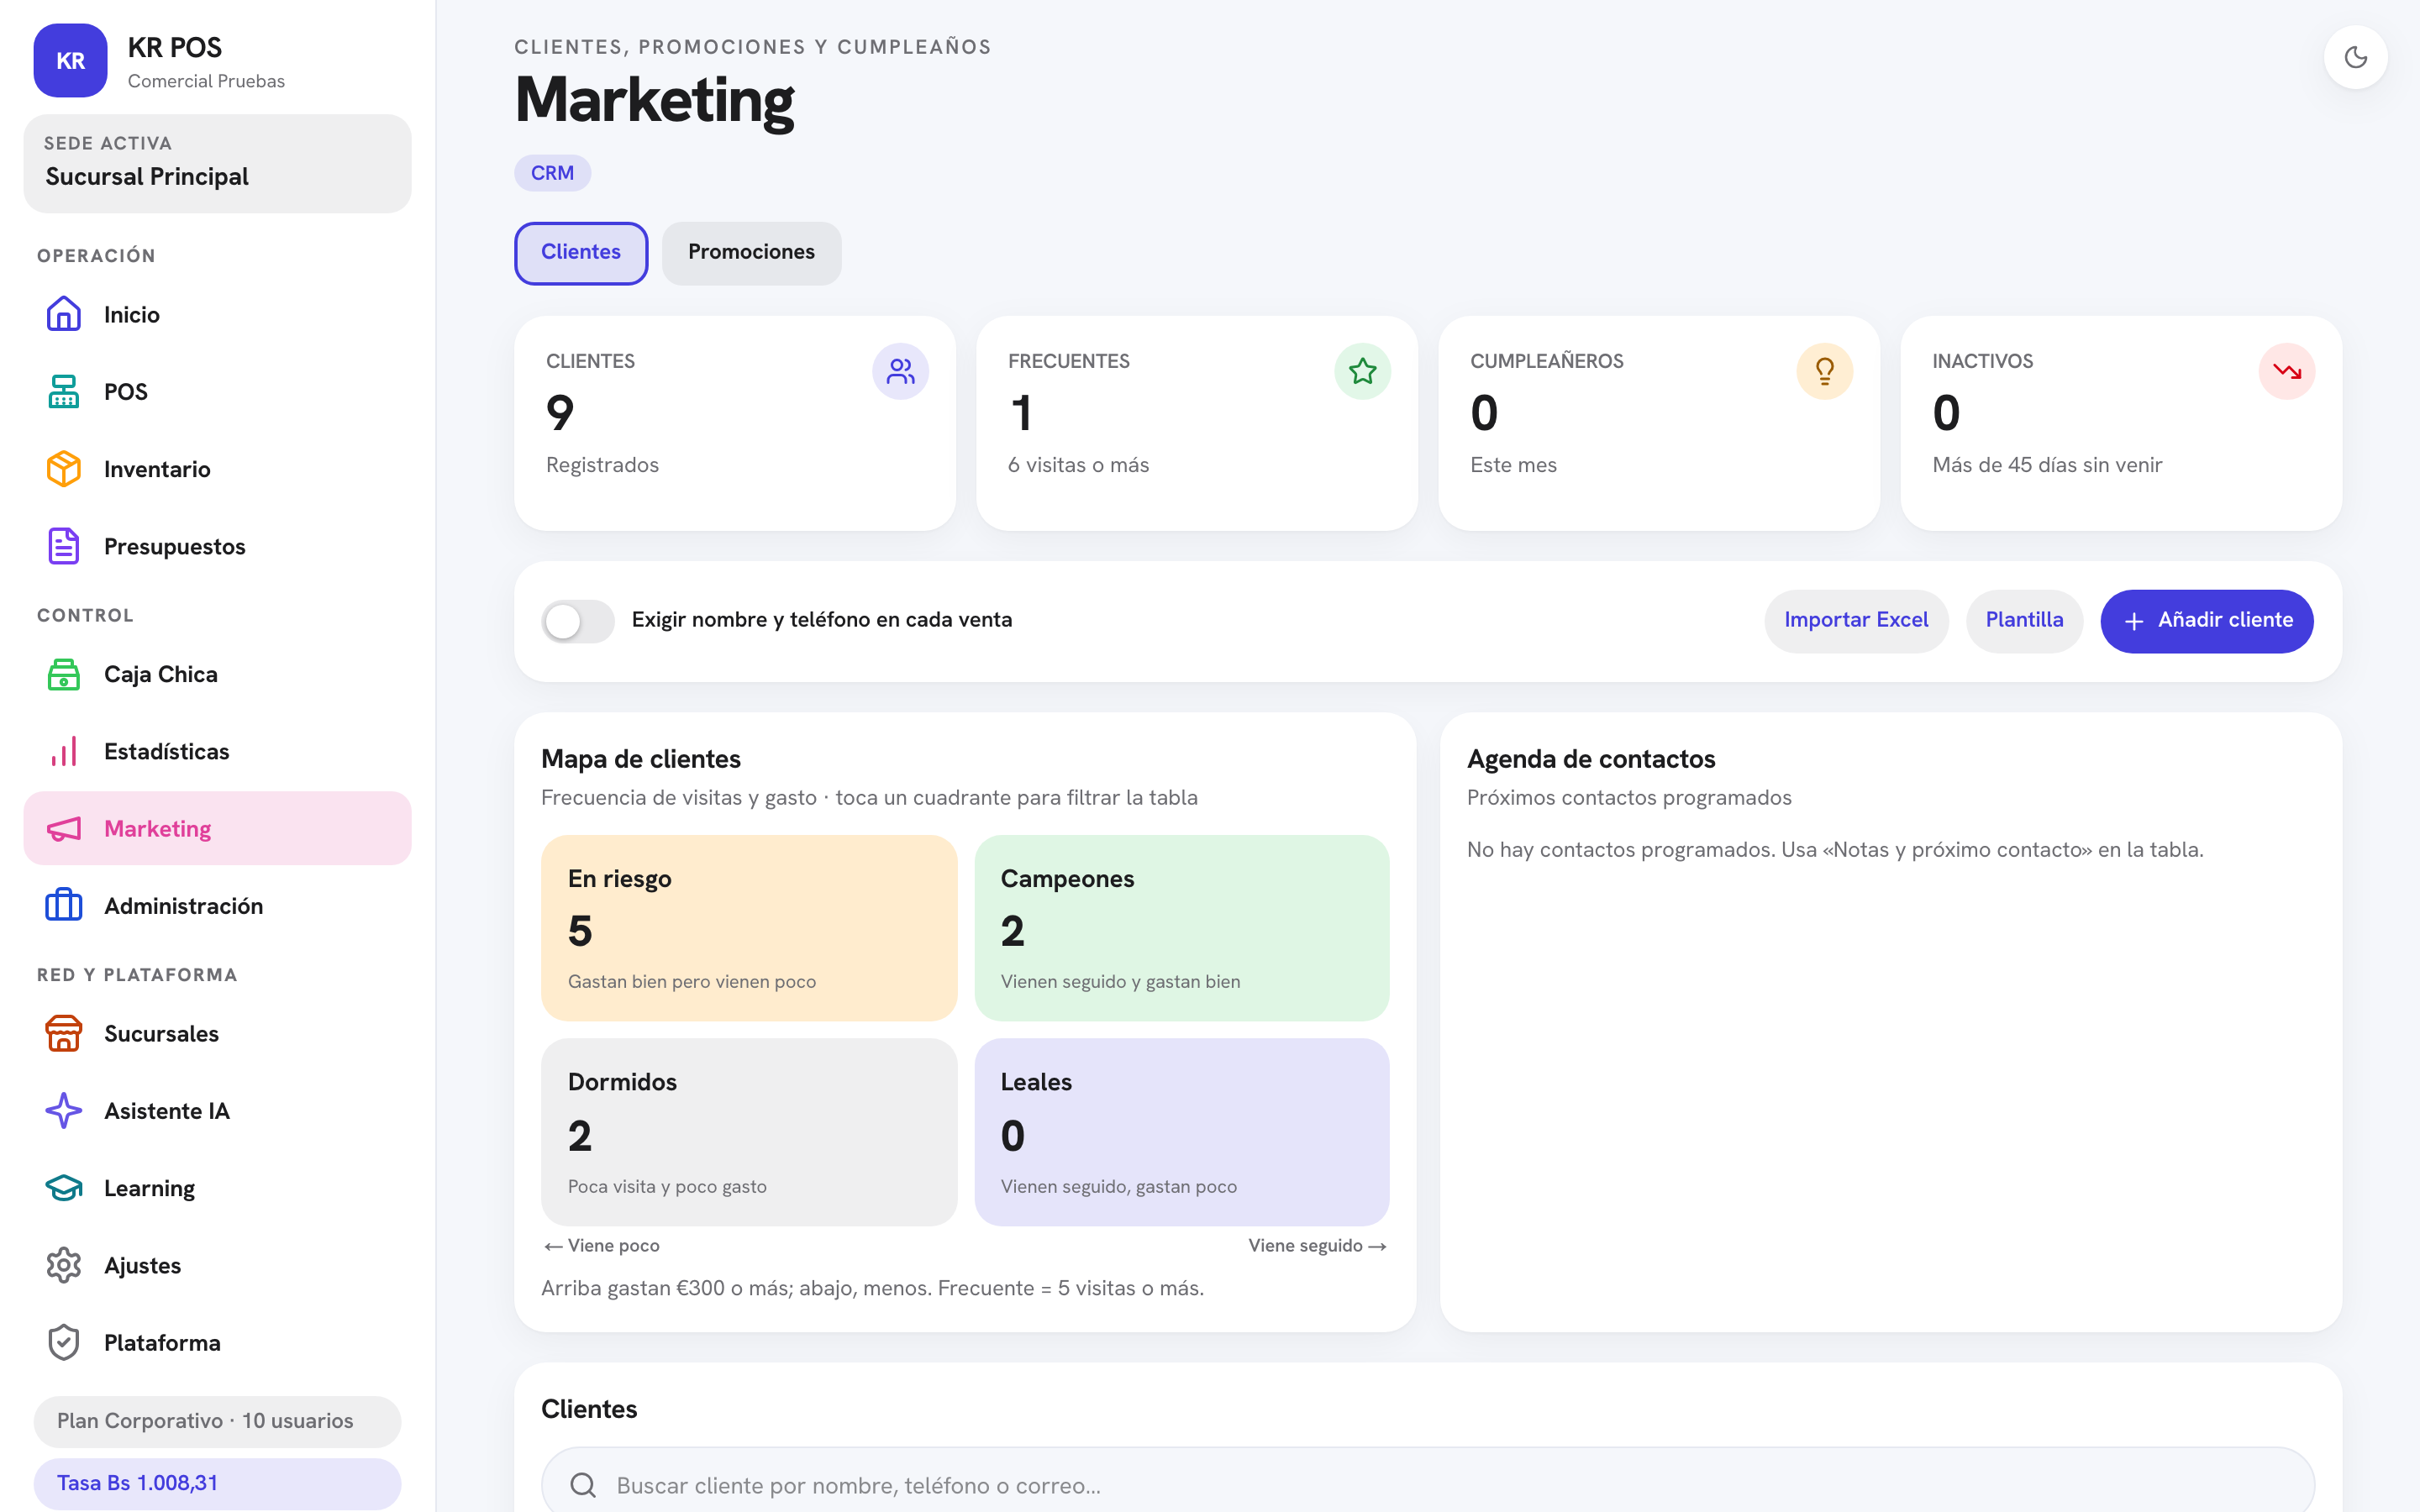 KR
KR POS
Comercial Pruebas
SEDE ACTIVA
Sucursal Principal
OPERACIÓN
Inicio
POS
Inventario
Presupuestos
CONTROL
Caja Chica
Estadísticas
Marketing
Administración
RED Y PLATAFORMA
Sucursales
Asistente IA
Learning
Ajustes
Plataforma
Plan Corporativo · 10 usuarios
Tasa Bs 1.008,31
CLIENTES, PROMOCIONES Y CUMPLEAÑOS
Marketing
CRM
Clientes
Promociones
CLIENTES
9
Registrados
FRECUENTES
1
6 visitas o más
CUMPLEAÑEROS
0
Este mes
INACTIVOS
0
Más de 45 días sin venir
Exigir nombre y teléfono en cada venta
Importar Excel
Plantilla
+ Añadir cliente
Mapa de clientes
Frecuencia de visitas y gasto · toca un cuadrante para filtrar la tabla
En riesgo
5
Gastan bien pero vienen poco
Campeones
2
Vienen seguido y gastan bien
Dormidos
2
Poca visita y poco gasto
Leales
0
Vienen seguido, gastan poco
← Viene poco
Viene seguido →
Arriba gastan €300 o más; abajo, menos. Frecuente = 5 visitas o más.
Agenda de contactos
Próximos contactos programados
No hay contactos programados. Usa «Notas y próximo contacto» en la tabla.
Clientes
Buscar cliente por nombre, teléfono o correo...